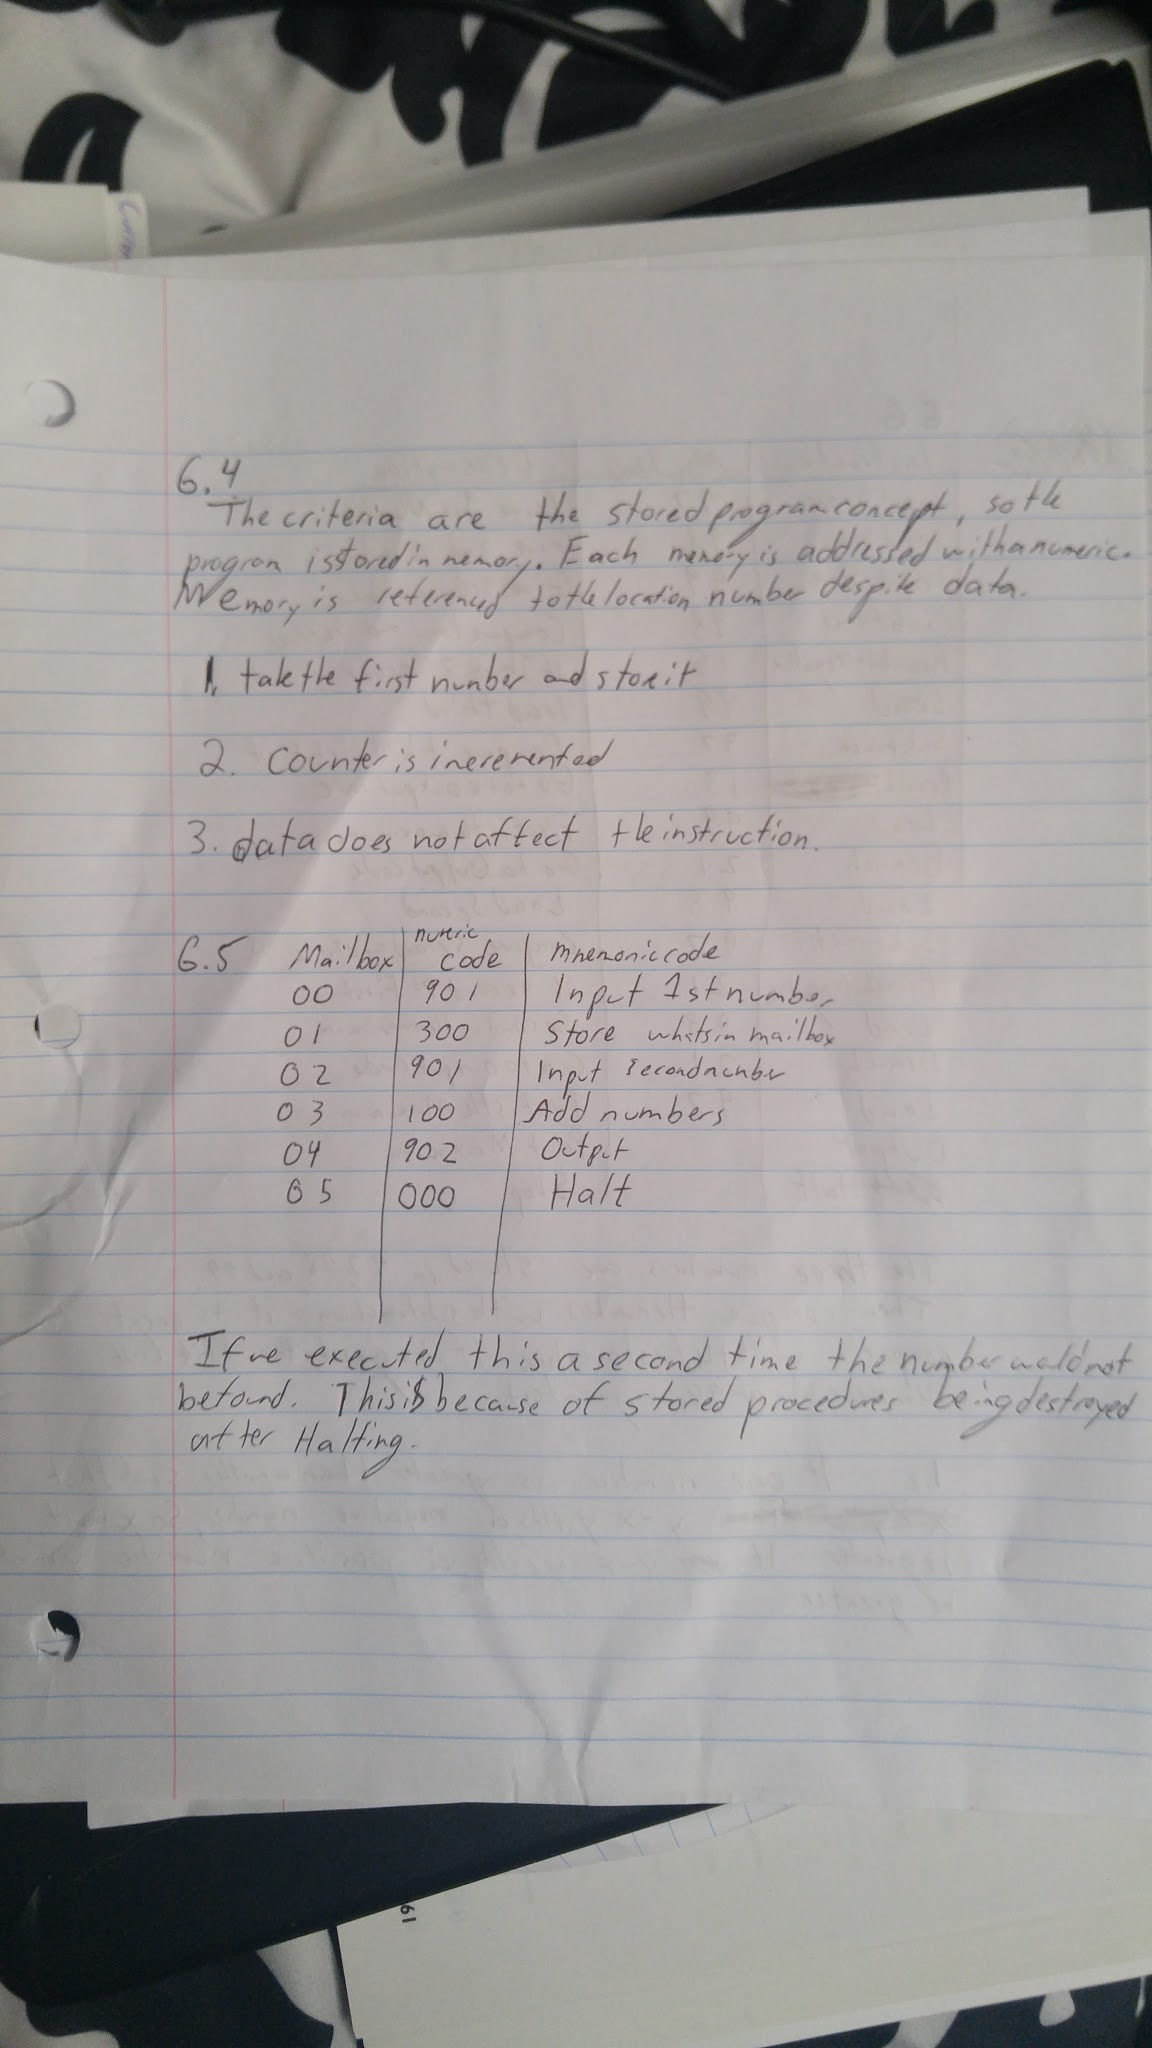 6.4
The criteria are the stored program concept, so the
program is stored in memory. Each memory is addressed with a numeric.
Memory is referenced to the location number despite data.
1. take the first number and store it
2. Counter is incremented
3. data does not affect the instruction.
6.5 Mailbox numeric code mnemonic code
00 901 Input 1st number
01 300 Store whats in mailbox
02 901 Input second number
03 100 Add numbers
04 902 Output
05 000 Halt
If we executed this a second time the number would not
be found. This is because of stored procedures being destroyed
after Halting.
19